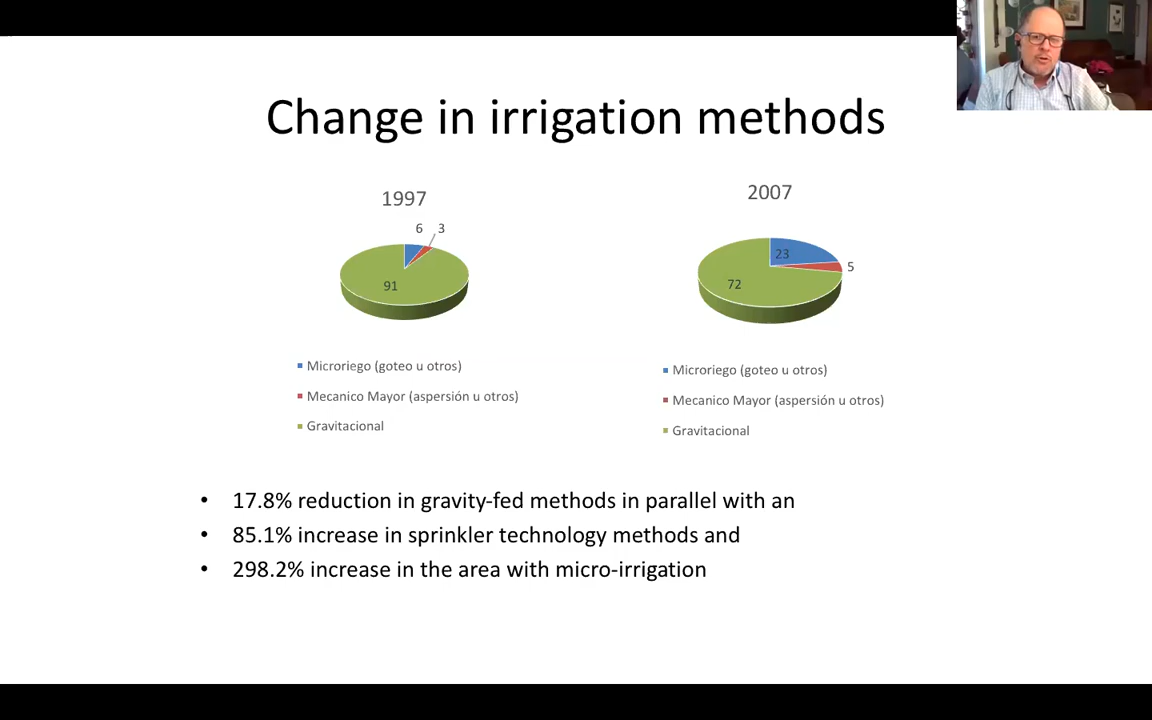 Change in irrigation methods
1997
6 3
91
Microriego (goteo u otros)
Mecanico Mayor (aspersión u otros)
Gravitacional
2007
23
5
72
Microriego (goteo u otros)
Mecanico Mayor (aspersión u otros)
Gravitacional
• 17.8% reduction in gravity-fed methods in parallel with an
• 85.1% increase in sprinkler technology methods and
• 298.2% increase in the area with micro-irrigation